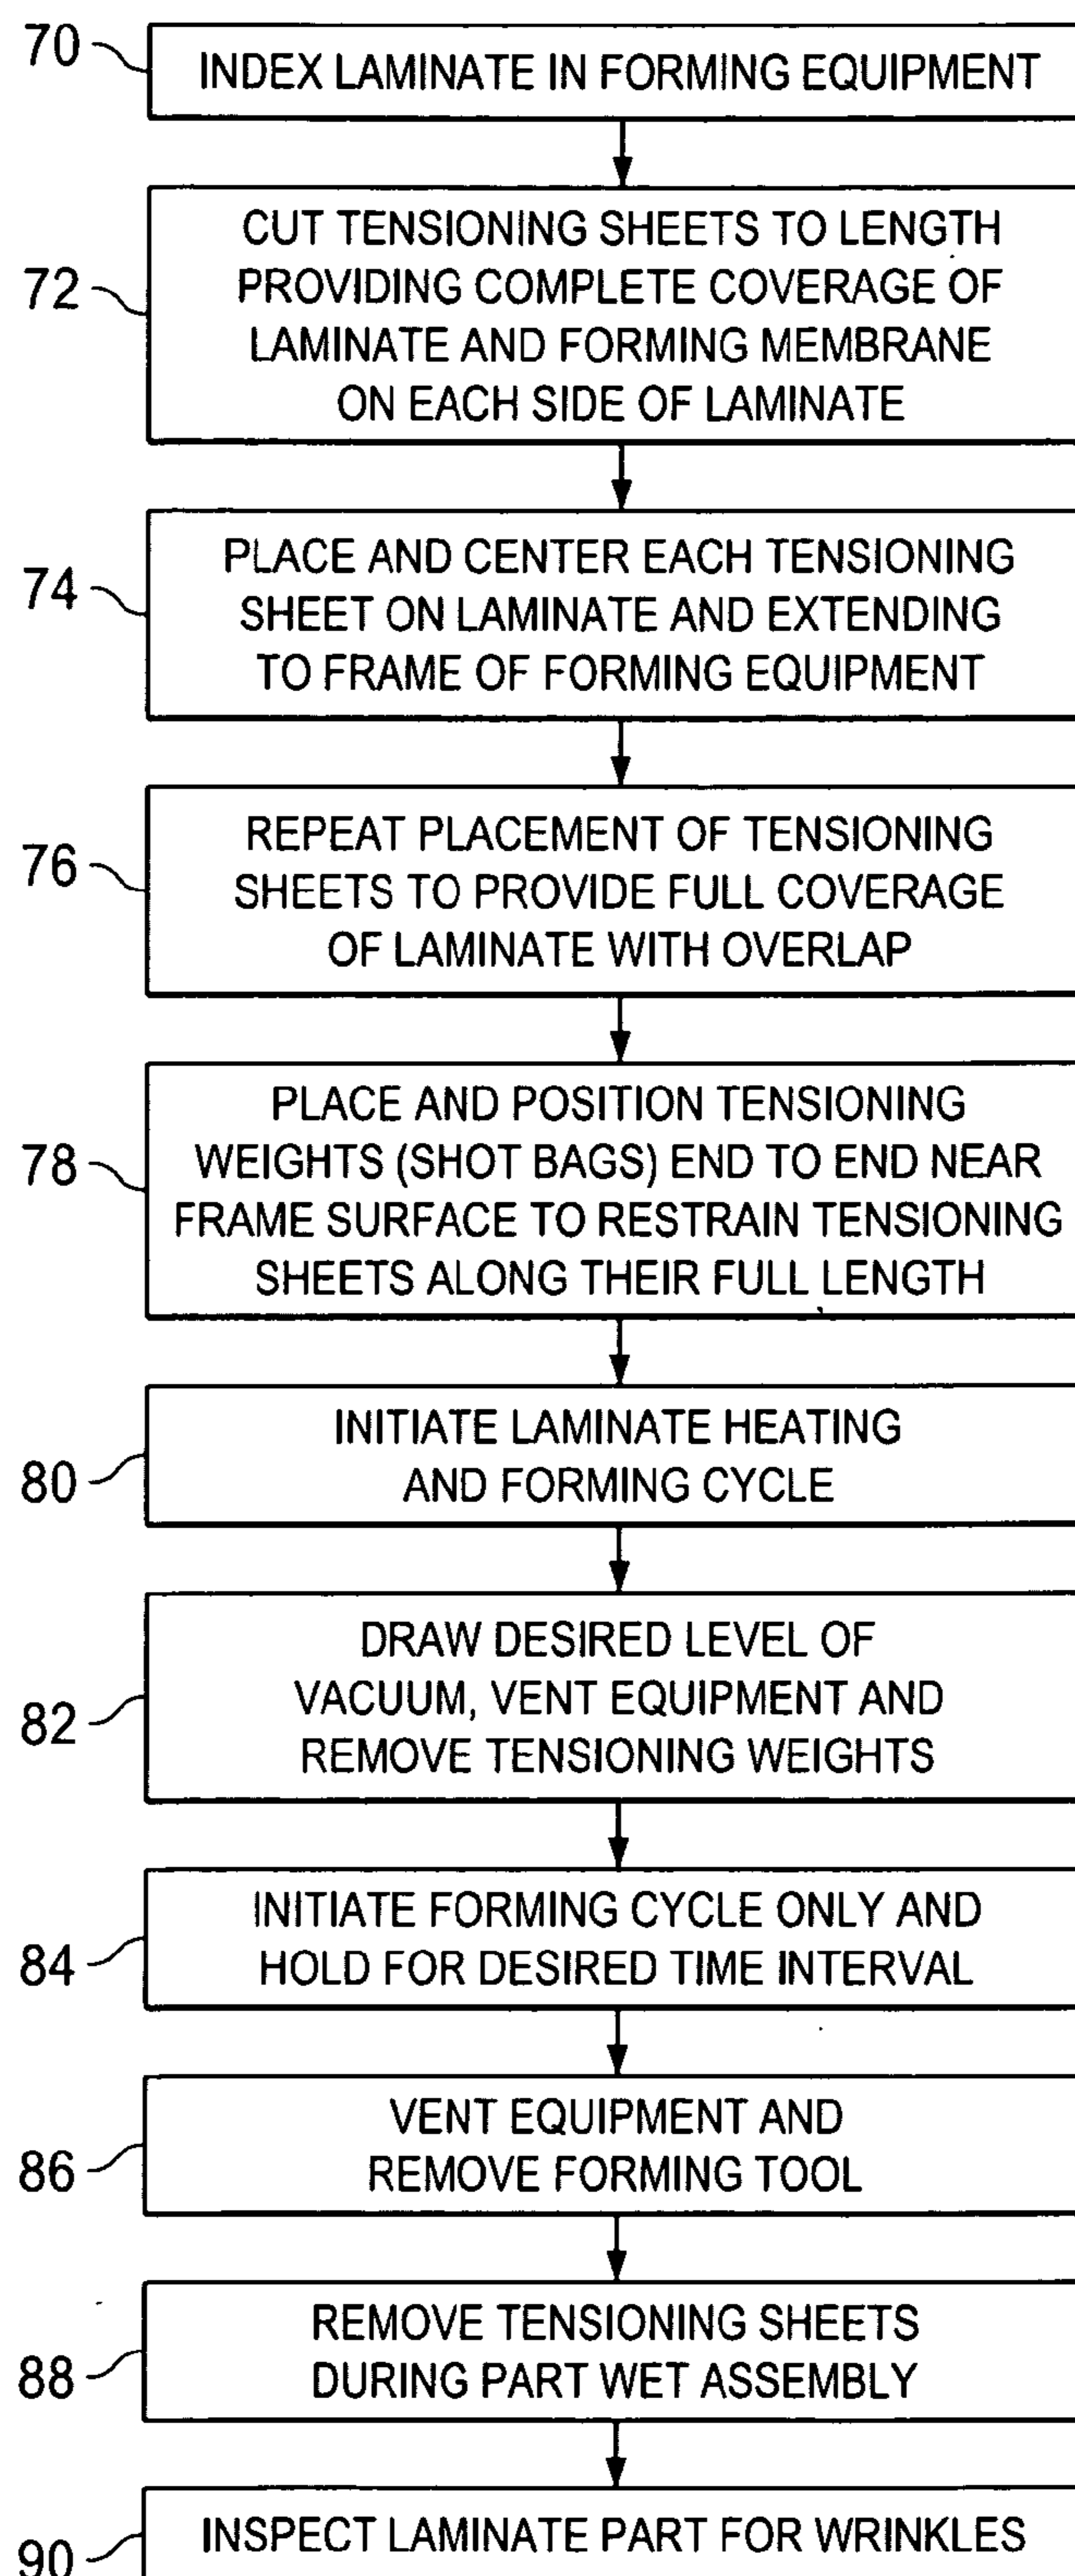 70
INDEX LAMINATE IN FORMING EQUIPMENT
72
CUT TENSIONING SHEETS TO LENGTH
PROVIDING COMPLETE COVERAGE OF
LAMINATE AND FORMING MEMBRANE
ON EACH SIDE OF LAMINATE
74
PLACE AND CENTER EACH TENSIONING
SHEET ON LAMINATE AND EXTENDING
TO FRAME OF FORMING EQUIPMENT
76
REPEAT PLACEMENT OF TENSIONING
SHEETS TO PROVIDE FULL COVERAGE
OF LAMINATE WITH OVERLAP
78
PLACE AND POSITION TENSIONING
WEIGHTS (SHOT BAGS) END TO END NEAR
FRAME SURFACE TO RESTRAIN TENSIONING
SHEETS ALONG THEIR FULL LENGTH
80
INITIATE LAMINATE HEATING
AND FORMING CYCLE
82
DRAW DESIRED LEVEL OF
VACUUM, VENT EQUIPMENT AND
REMOVE TENSIONING WEIGHTS
84
INITIATE FORMING CYCLE ONLY AND
HOLD FOR DESIRED TIME INTERVAL
86
VENT EQUIPMENT AND
REMOVE FORMING TOOL
88
REMOVE TENSIONING SHEETS
DURING PART WET ASSEMBLY
90
INSPECT LAMINATE PART FOR WRINKLES